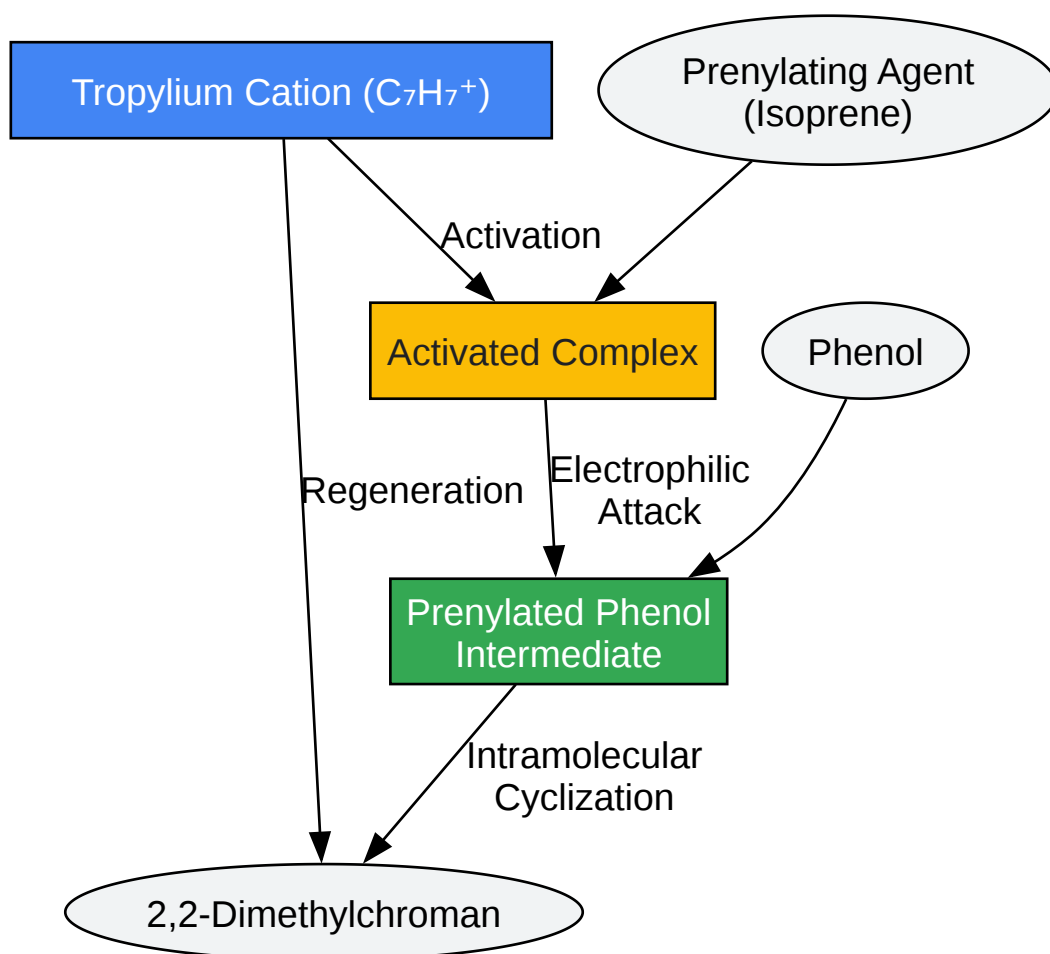 Tropylium Cation (C₇H₇⁺)
Prenylating Agent
(Isoprene)
Activation
Activated Complex
Phenol
Regeneration
Electrophilic
Attack
Prenylated Phenol
Intermediate
Intramolecular
Cyclization
2,2-Dimethylchroman